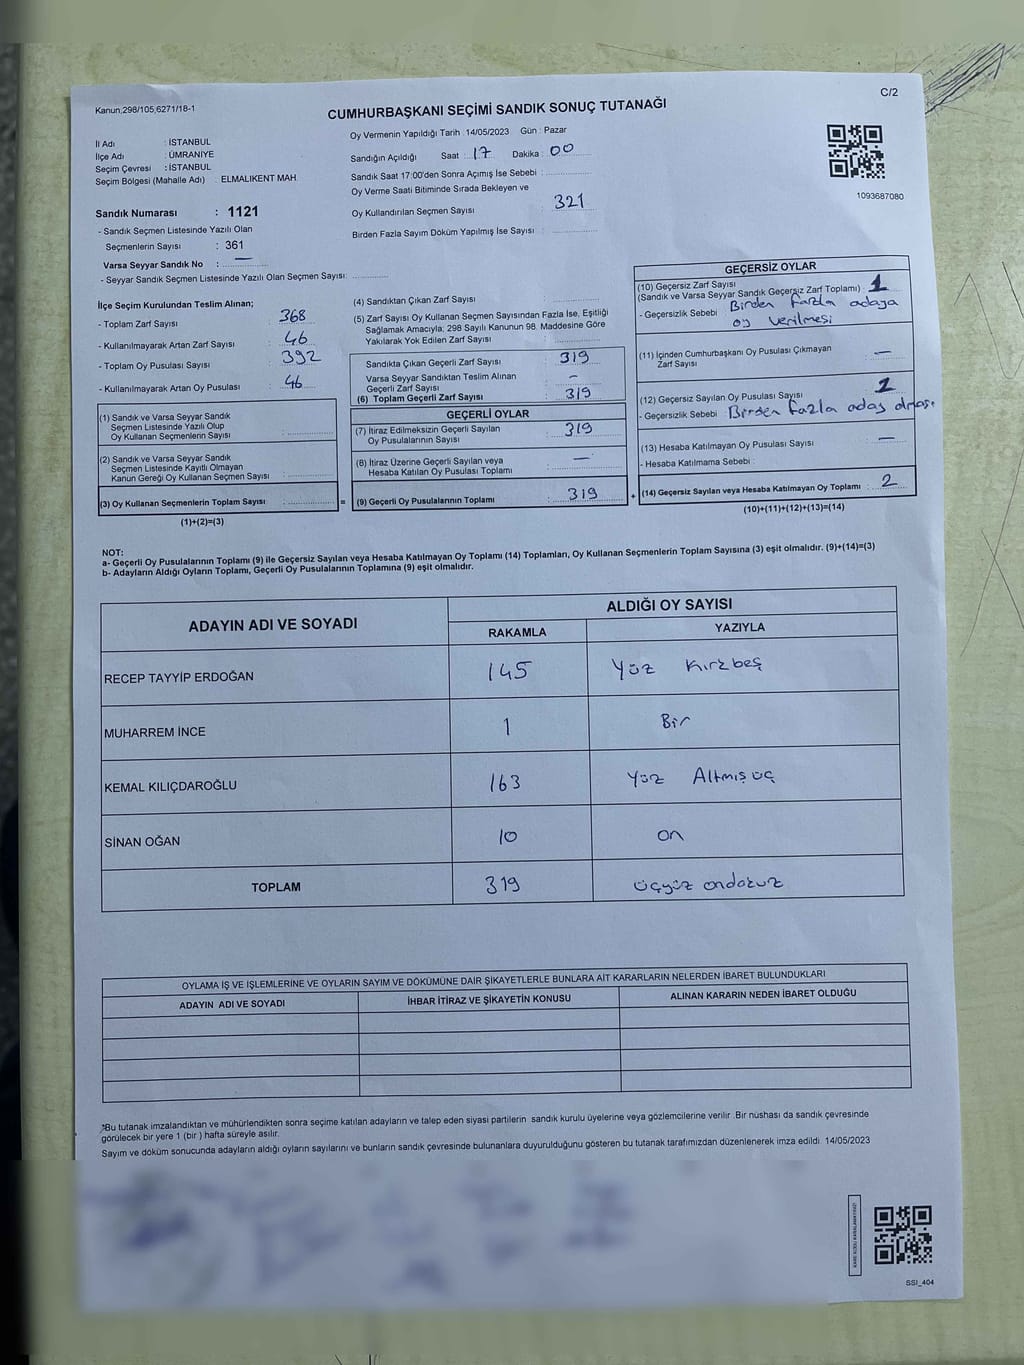 Kanun;298/105,6271/18-1
C/2
CUMHURBAŞKANI SEÇİMİ SANDIK SONUÇ TUTANAĞI
İl Adı : İSTANBUL
İlçe Adı : ÜMRANİYE
Seçim Çevresi : İSTANBUL
Seçim Bölgesi (Mahalle Adı) : ELMALIKENT MAH.
Sandık Numarası : 1121
- Sandık Seçmen Listesinde Yazılı Olan
Seçmenlerin Sayısı : 361
Varsa Seyyar Sandık No : —
- Seyyar Sandık Seçmen Listesinde Yazılı Olan Seçmen Sayısı:
Oy Vermenin Yapıldığı Tarih : 14/05/2023 Gün : Pazar
Sandığın Açıldığı Saat : 17 Dakika : 00
Sandık Saat 17:00'den Sonra Açımış İse Sebebi :
Oy Verme Saati Bitiminde Sırada Bekleyen ve
Oy Kullandırılan Seçmen Sayısı : 321
Birden Fazla Sayım Döküm Yapılmış İse Sayısı :
1093687080
İlçe Seçim Kurulundan Teslim Alınan;
- Toplam Zarf Sayısı : 368
- Kullanılmayarak Artan Zarf Sayısı : 46
- Toplam Oy Pusulası Sayısı : 392
- Kullanılmayarak Artan Oy Pusulası : 46
(1) Sandık ve Varsa Seyyar Sandık
Seçmen Listesinde Yazılı Olup
Oy Kullanan Seçmenlerin Sayısı :
(2) Sandık ve Varsa Seyyar Sandık
Seçmen Listesinde Kayıtlı Olmayan
Kanun Gereği Oy Kullanan Seçmen Sayısı :
(3) Oy Kullanan Seçmenlerin Toplam Sayısı : =
(1)+(2)=(3)
(4) Sandıktan Çıkan Zarf Sayısı :
(5) Zarf Sayısı Oy Kullanan Seçmen Sayısından Fazla İse, Eşitliği
Sağlamak Amacıyla; 298 Sayılı Kanunun 98. Maddesine Göre
Yakılarak Yok Edilen Zarf Sayısı :
Sandıkta Çıkan Geçerli Zarf Sayısı : 319
Varsa Seyyar Sandıktan Teslim Alınan
Geçerli Zarf Sayısı : —
(6) Toplam Geçerli Zarf Sayısı : 319
GEÇERLİ OYLAR
(7) İtiraz Edilmeksizin Geçerli Sayılan
Oy Pusulalarının Sayısı : 319
(8) İtiraz Üzerine Geçerli Sayılan veya
Hesaba Katılan Oy Pusulası Toplamı : —
(9) Geçerli Oy Pusulalarının Toplamı : 319 +
GEÇERSİZ OYLAR
(10) Geçersiz Zarf Sayısı
(Sandık ve Varsa Seyyar Sandık Geçersiz Zarf Toplamı) : 1
- Geçersizlik Sebebi : Birden fazla adaya
oy verilmesi
(11) İçinden Cumhurbaşkanı Oy Pusulası Çıkmayan
Zarf Sayısı : —
(12) Geçersiz Sayılan Oy Pusulası Sayısı : 1
- Geçersizlik Sebebi : Birden fazla aday
(13) Hesaba Katılmayan Oy Pusulası Sayısı : —
- Hesaba Katılmama Sebebi :
(14) Geçersiz Sayılan veya Hesaba Katılmayan Oy Toplamı : 2
(10)+(11)+(12)+(13)=(14)
NOT:
a- Geçerli Oy Pusulalarının Toplamı (9) ile Geçersiz Sayılan veya Hesaba Katılmayan Oy Toplamı (14) Toplamları, Oy Kullanan Seçmenlerin Toplam Sayısına (3) eşit olmalıdır. (9)+(14)=(3)
b- Adayların Aldığı Oyların Toplamı, Geçerli Oy Pusulalarının Toplamına (9) eşit olmalıdır.
ADAYIN ADI VE SOYADI
ALDIĞI OY SAYISI
RAKAMLA YAZIYLA
RECEP TAYYİP ERDOĞAN 145 Yüz Kırkbeş
MUHARREM İNCE 1 Bir
KEMAL KILIÇDAROĞLU 163 Yüz Altmış üç
SİNAN OĞAN 10 on
TOPLAM 319 üçyüz ondokuz
OYLAMA İŞ VE İŞLEMLERİNE VE OYLARIN SAYIM VE DÖKÜMÜNE DAİR ŞİKAYETLERLE BUNLARA AİT KARARLARIN NELERDEN İBARET BULUNDUKLARI
ADAYIN ADI VE SOYADI İHBAR İTİRAZ VE ŞİKAYETİN KONUSU ALINAN KARARIN NEDEN İBARET OLDUĞU
*Bu tutanak imzalandıktan ve mühürlendikten sonra seçime katılan adayların ve talep eden siyasi partilerin sandık kurulu üyelerine veya gözlemcilerine verilir .Bir nüshası da sandık çevresinde
görülecek bir yere 1 (bir ) hafta süreyle asılır.
Sayım ve döküm sonucunda adayların aldığı oyların sayılarını ve bunların sandık çevresinde bulunanlara duyurulduğunu gösteren bu tutanak tarafımızdan düzenlenerek imza edildi. 14/05/2023
SSI_404